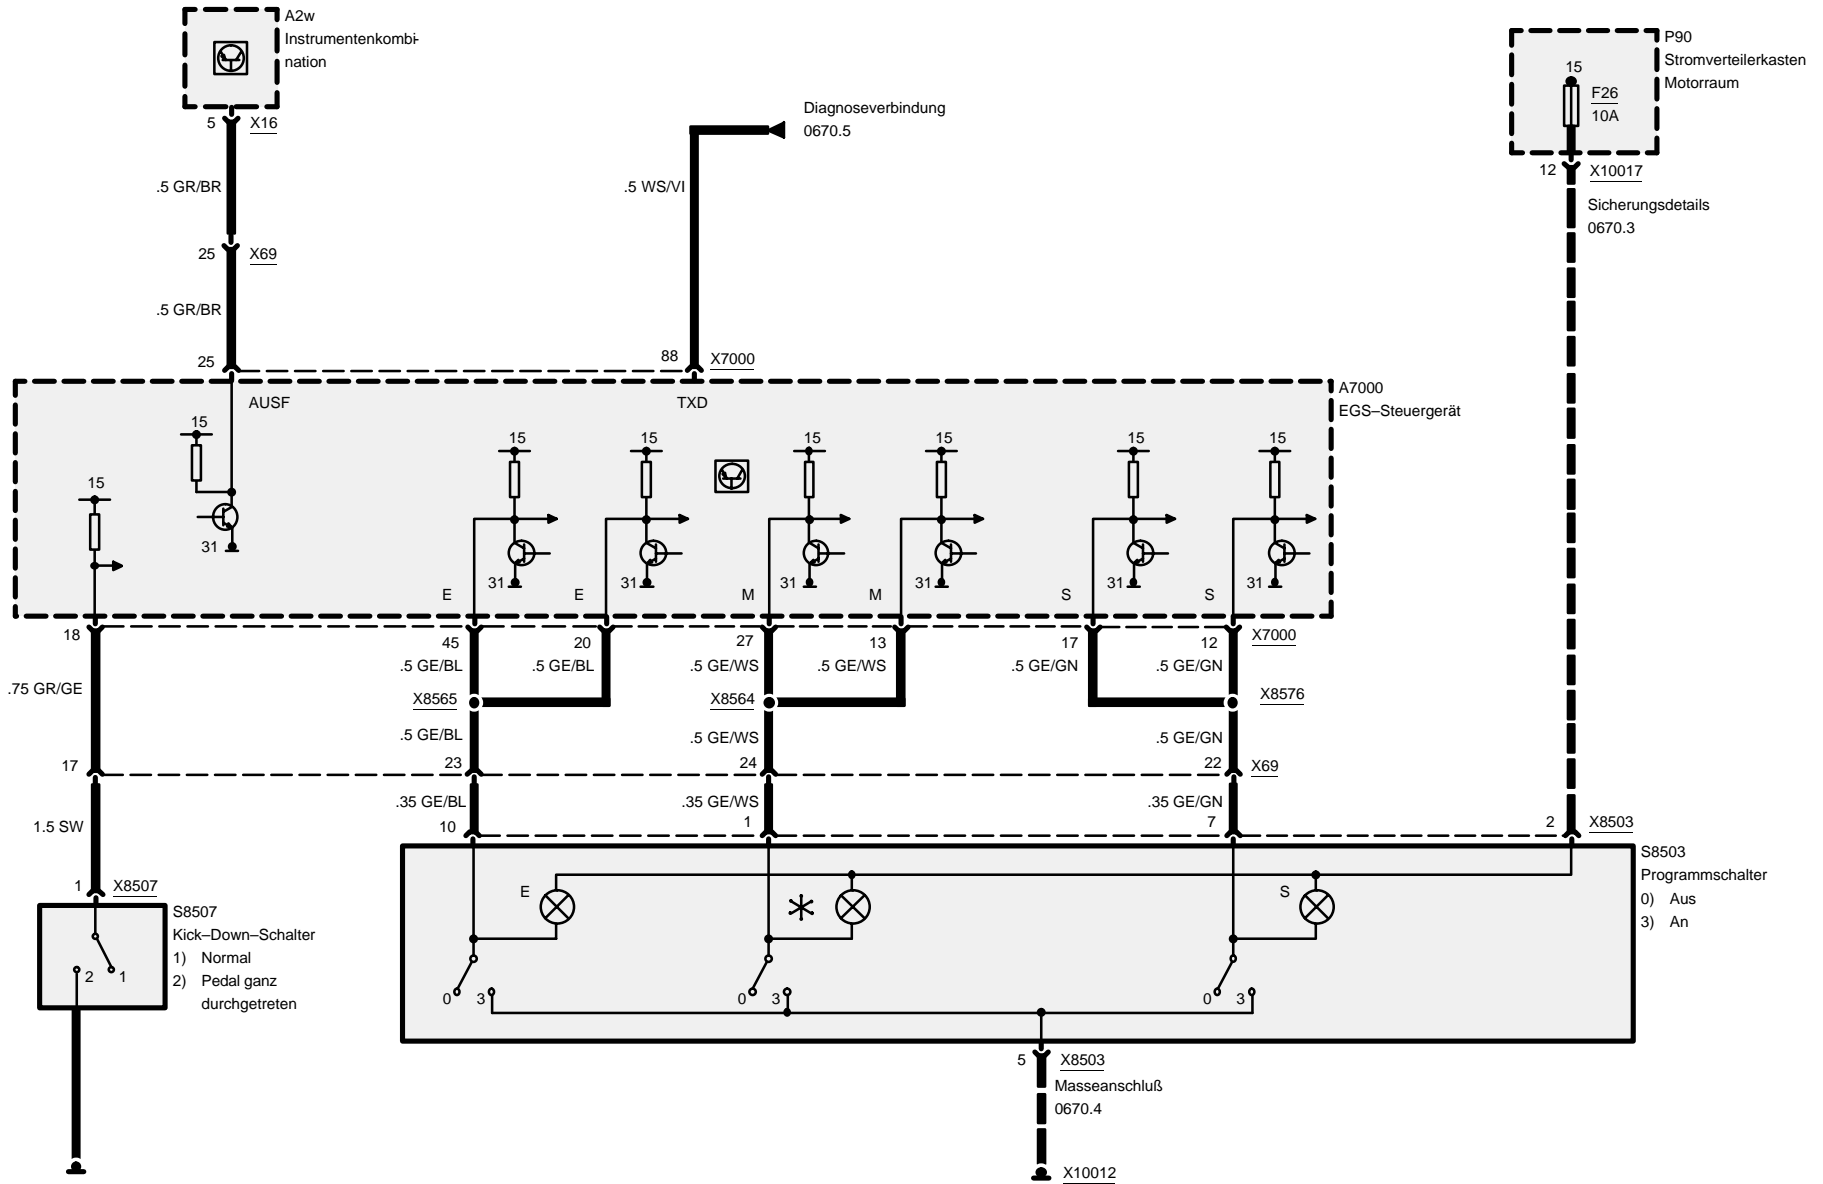 A2w
Instrumentenkombi-
nation
5 X16
.5 GR/BR
25 X69
.5 GR/BR
25
Diagnoseverbindung
0670.5
.5 WS/VI
88 X7000
P90
Stromverteilerkasten
Motorraum
15
F26
10A
12 X10017
Sicherungsdetails
0670.3
A7000
EGS–Steuergerät
AUSF TXD
15
15 15 15 15 15 15
15
31
31 31 31 31 31 31
E E M M S S
18 45 20 27 13 17 12 X7000
.5 GE/BL .5 GE/BL .5 GE/WS .5 GE/WS .5 GE/GN .5 GE/GN
.75 GR/GE
X8565 X8564 X8576
.5 GE/BL .5 GE/WS .5 GE/GN
17 23 24 22 X69
.35 GE/BL .35 GE/WS .35 GE/GN
1.5 SW
10 1 7 2 X8503
S8503
Programmschalter
0) Aus
3) An
E S
0 3 0 3 0 3
1 X8507
S8507
Kick–Down–Schalter
1) Normal
2) Pedal ganz
durchgetreten
2 1
5 X8503
Masseanschluß
0670.4
X10012